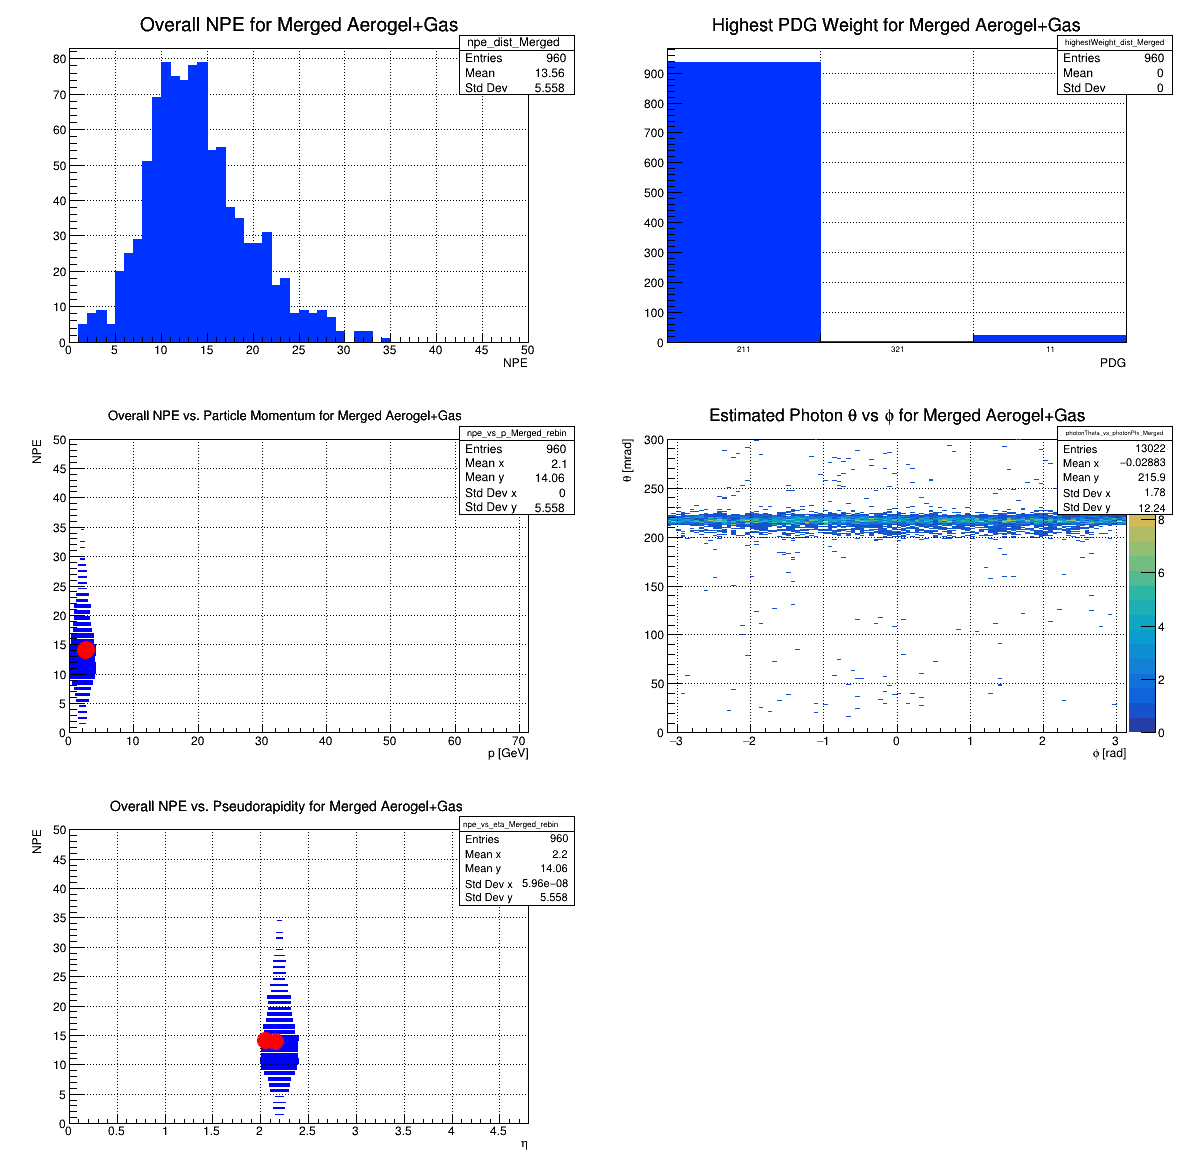 Overall NPE for Merged Aerogel+Gas
npe_dist_Merged
Entries 960
Mean 13.56
Std Dev 5.558
80
70
60
50
40
30
20
10
0
0 5 10 15 20 25 30 35 40 45 50
NPE
Highest PDG Weight for Merged Aerogel+Gas
highestWeight_dist_Merged
Entries 960
Mean 0
Std Dev 0
900
800
700
600
500
400
300
200
100
0
211 321 11
PDG
Overall NPE vs. Particle Momentum for Merged Aerogel+Gas
npe_vs_p_Merged_rebin
Entries 960
Mean x 2.1
Mean y 14.06
Std Dev x 0
Std Dev y 5.558
NPE
50
45
40
35
30
25
20
15
10
5
0
0 10 20 30 40 50 60 70
p [GeV]
Estimated Photon θ vs ϕ for Merged Aerogel+Gas
photonTheta_vs_photonPhi_Merged
Entries 13022
Mean x −0.02883
Mean y 215.9
Std Dev x 1.78
Std Dev y 12.24
θ [mrad]
300
250
200
150
100
50
0
−3 −2 −1 0 1 2 3
ϕ [rad]
8
6
4
2
0
Overall NPE vs. Pseudorapidity for Merged Aerogel+Gas
npe_vs_eta_Merged_rebin
Entries 960
Mean x 2.2
Mean y 14.06
Std Dev x 5.96e−08
Std Dev y 5.558
NPE
50
45
40
35
30
25
20
15
10
5
0
0 0.5 1 1.5 2 2.5 3 3.5 4 4.5
η